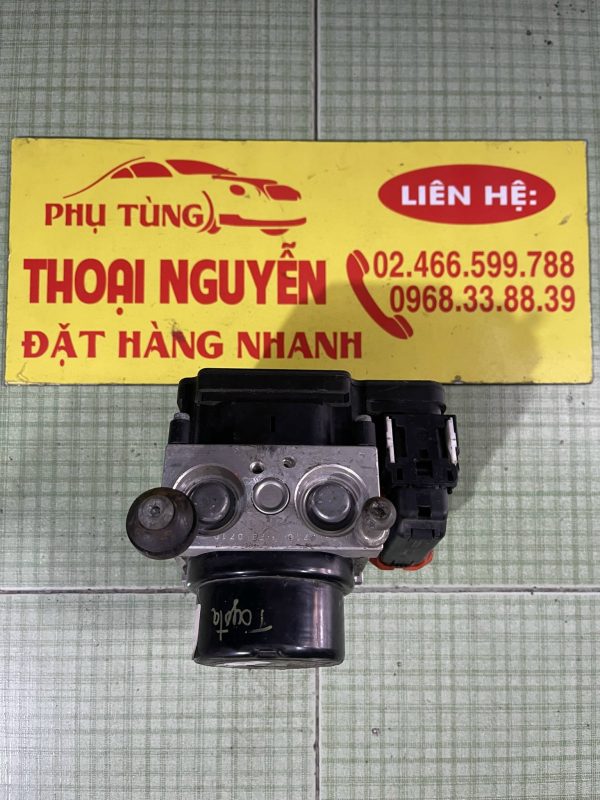 PHỤ TÙNG
THOẠI NGUYỄN
ĐẶT HÀNG NHANH
LIÊN HỆ:
02.466.599.788
0968.33.88.39
Toyota